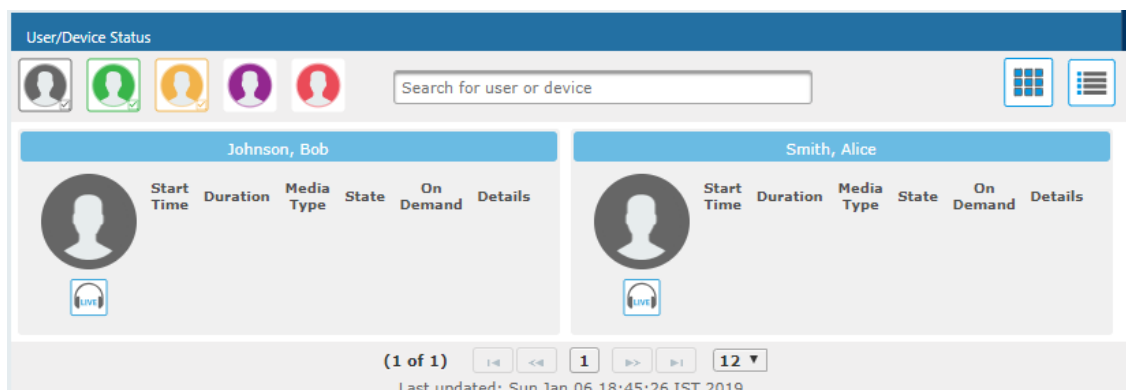 User/Device Status
Search for user or device
Johnson, Bob
Smith, Alice
Start Time Duration Media Type State On Demand Details
LIVE
Start Time Duration Media Type State On Demand Details
LIVE
(1 of 1) 1 12
Last updated: Sun Jan 06 18:45:26 IST 2019